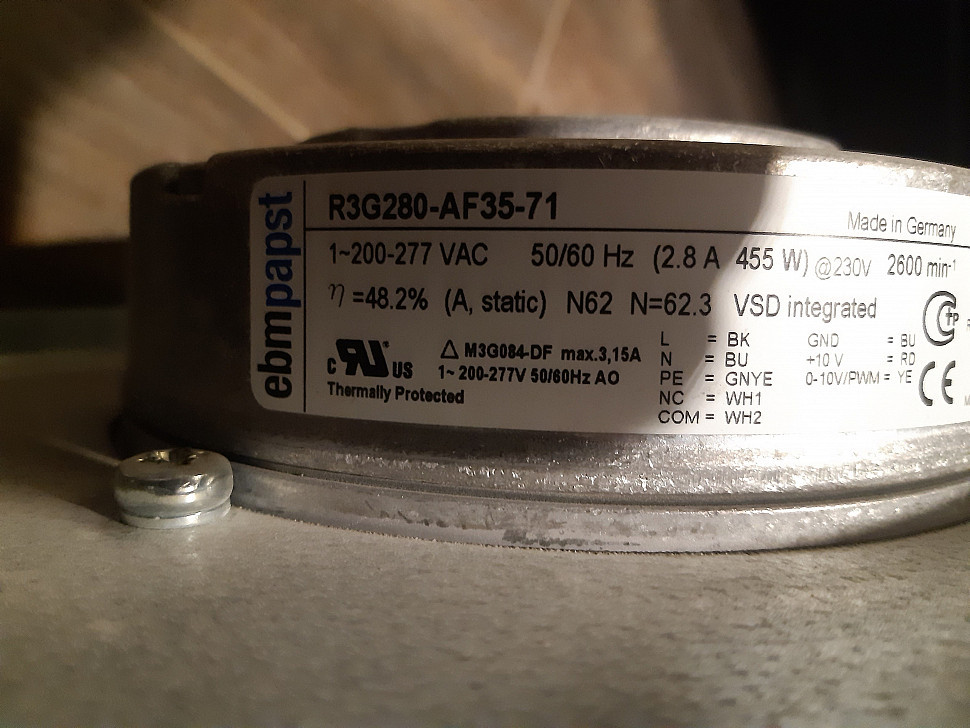 ebmpapst
R3G280-AF35-71
Made in Germany
1~200-277 VAC 50/60 Hz (2.8 A 455 W) @230V 2600 min-1
η =48.2% (A, static) N62 N=62.3 VSD integrated
c RU US
△ M3G084-DF max.3,15A
1~ 200-277V 50/60Hz AO
Thermally Protected
L = BK
N = BU
PE = GNYE
NC = WH1
COM = WH2
GND = BU
+10 V = RD
0-10V/PWM = YE
CE